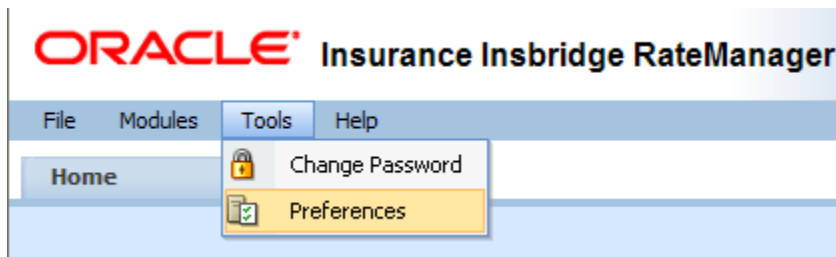 ORACLE Insurance Insbridge RateManager
File Modules Tools Help
Home
Change Password
Preferences